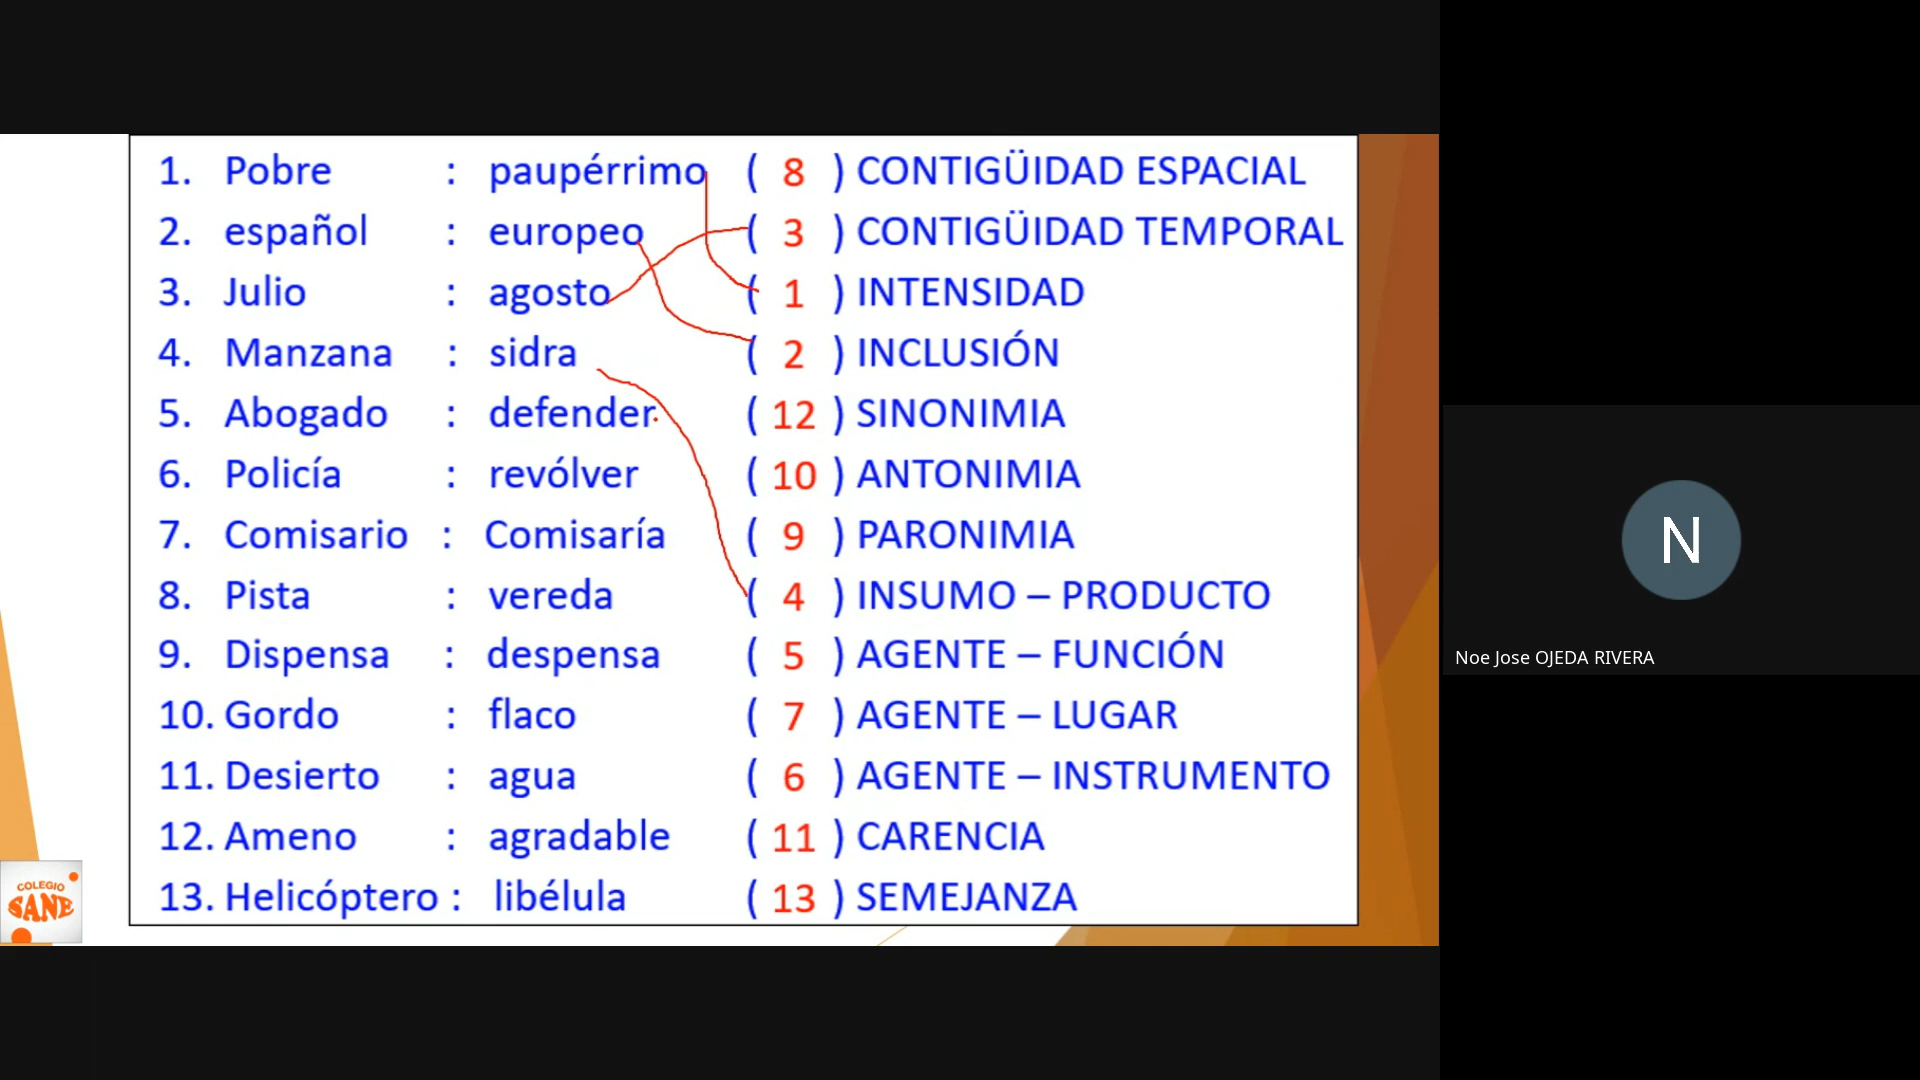 1. Pobre : paupérrimo ( 8 ) CONTIGÜIDAD ESPACIAL
2. español : europeo ( 3 ) CONTIGÜIDAD TEMPORAL
3. Julio : agosto ( 1 ) INTENSIDAD
4. Manzana : sidra ( 2 ) INCLUSIÓN
5. Abogado : defender ( 12 ) SINONIMIA
6. Policía : revólver ( 10 ) ANTONIMIA
7. Comisario : Comisaría ( 9 ) PARONIMIA
8. Pista : vereda ( 4 ) INSUMO – PRODUCTO
9. Dispensa : despensa ( 5 ) AGENTE – FUNCIÓN
10. Gordo : flaco ( 7 ) AGENTE – LUGAR
11. Desierto : agua ( 6 ) AGENTE – INSTRUMENTO
12. Ameno : agradable ( 11 ) CARENCIA
13. Helicóptero : libélula ( 13 ) SEMEJANZA
COLEGIO
SANE
N
Noe Jose OJEDA RIVERA